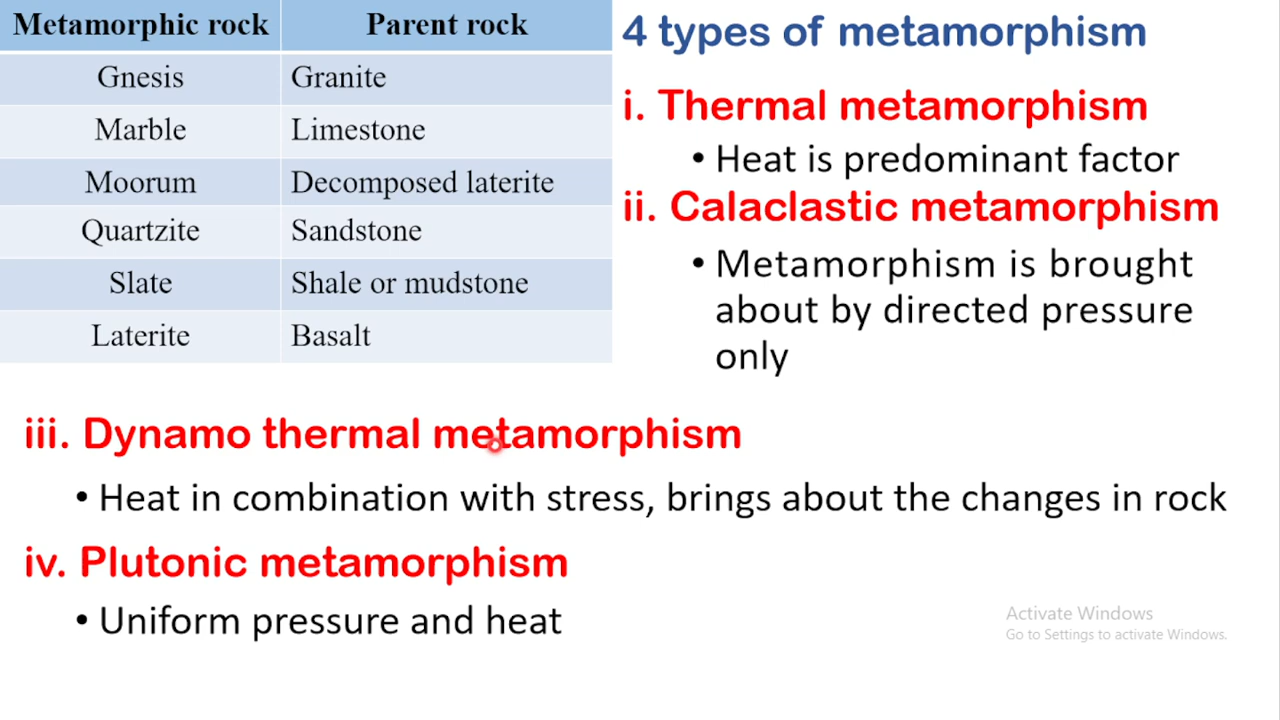 Metamorphic rock Parent rock
Gnesis Granite
Marble Limestone
Moorum Decomposed laterite
Quartzite Sandstone
Slate Shale or mudstone
Laterite Basalt
4 types of metamorphism
i. Thermal metamorphism
• Heat is predominant factor
ii. Calaclastic metamorphism
• Metamorphism is brought
about by directed pressure
only
iii. Dynamo thermal metamorphism
• Heat in combination with stress, brings about the changes in rock
iv. Plutonic metamorphism
• Uniform pressure and heat
Activate Windows
Go to Settings to activate Windows.